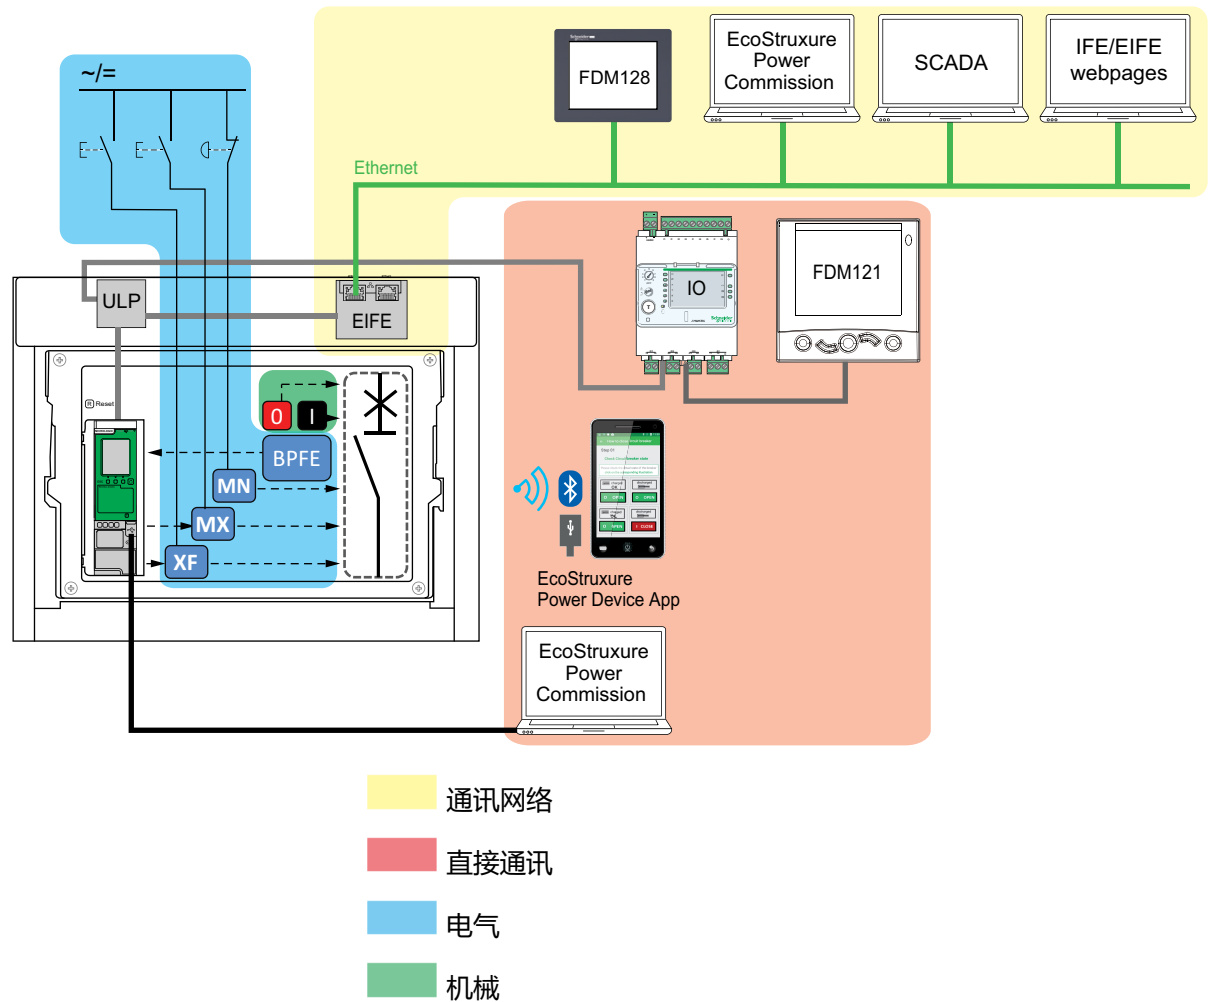 ~/=
FDM128
EcoStruxure
Power
Commission
SCADA
IFE/EIFE
webpages
Ethernet
ULP
EIFE
IO
FDM121
R Reset
0
I
BPFE
MN
MX
XF
EcoStruxure
Power Device App
EcoStruxure
Power
Commission
通讯网络
直接通讯
电气
机械